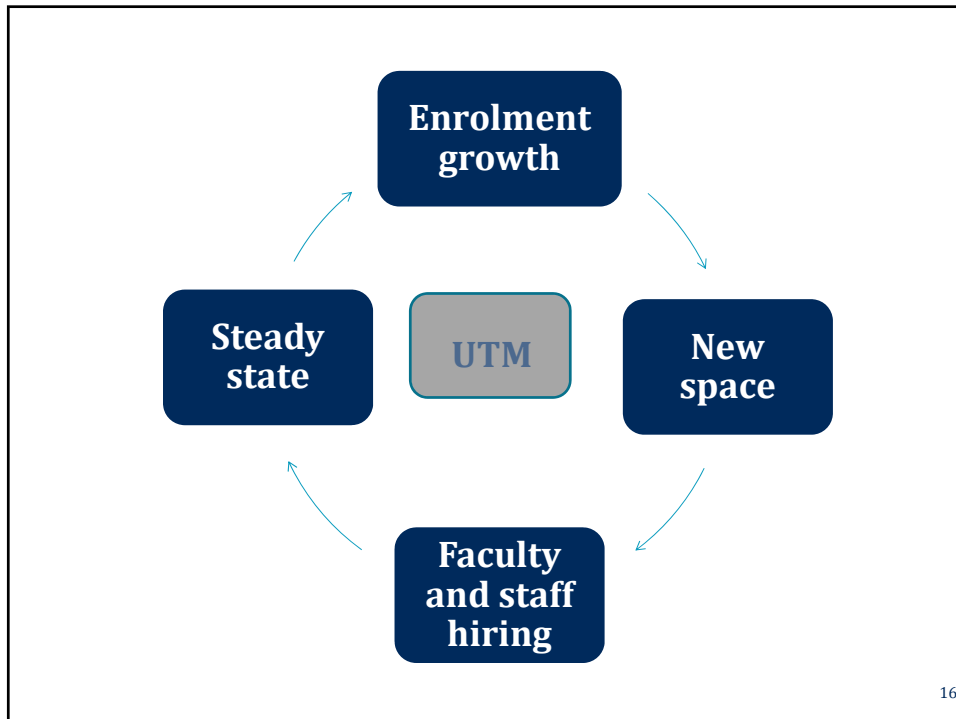 Enrolment
growth
Steady
state
UTM
New
space
Faculty
and staff
hiring
16